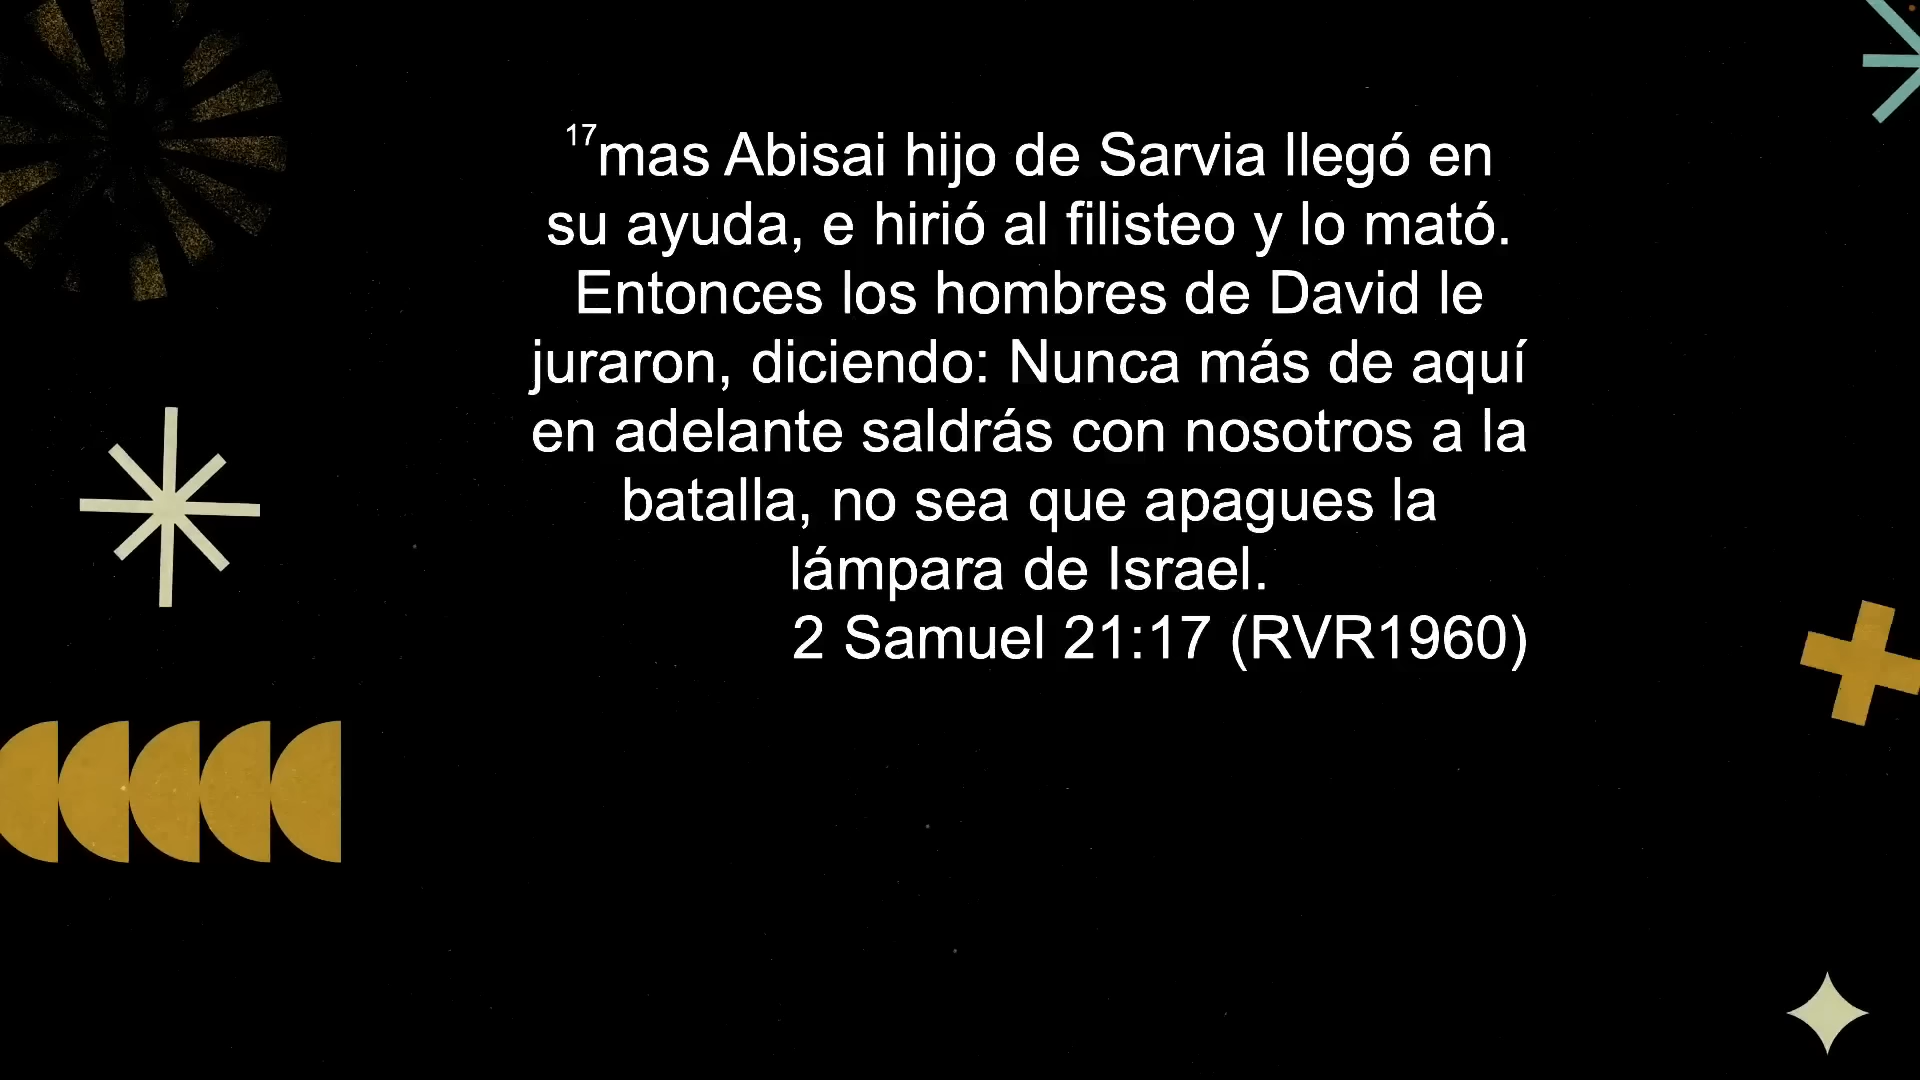 17mas Abisai hijo de Sarvia llegó en
su ayuda, e hirió al filisteo y lo mató.
Entonces los hombres de David le
juraron, diciendo: Nunca más de aquí
en adelante saldrás con nosotros a la
batalla, no sea que apagues la
lámpara de Israel.
2 Samuel 21:17 (RVR1960)